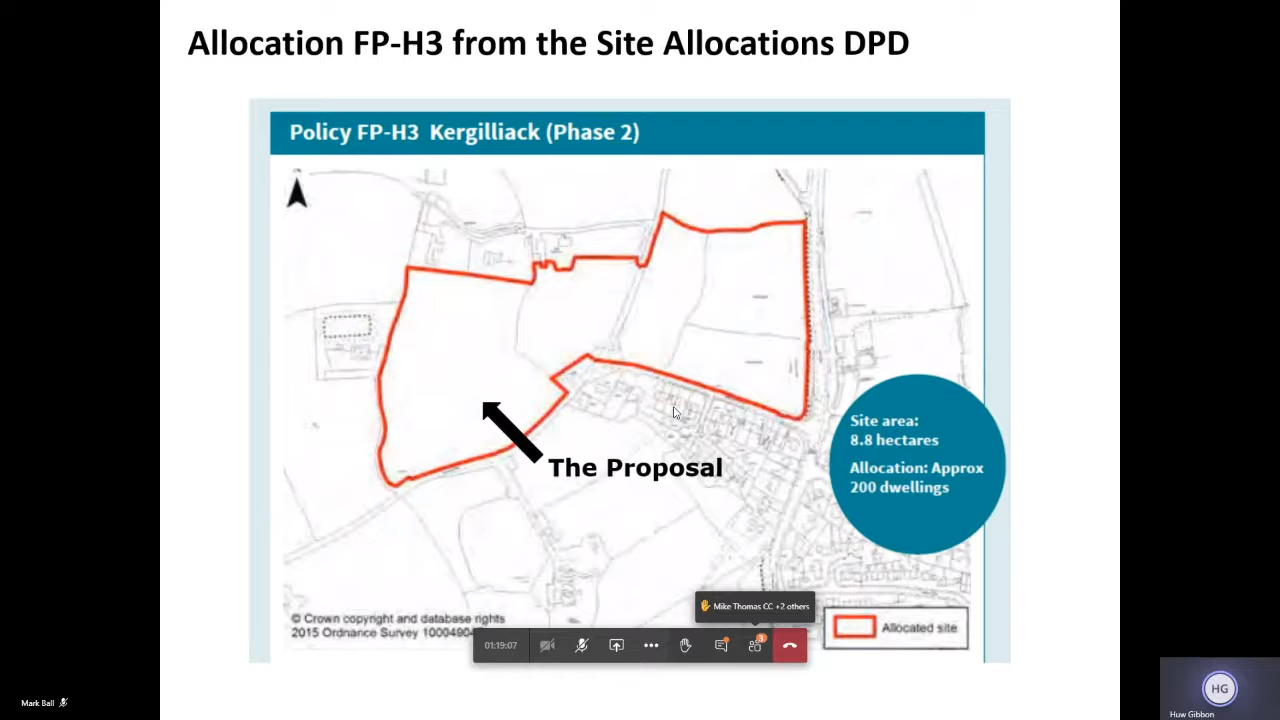 Allocation FP-H3 from the Site Allocations DPD
Policy FP-H3 Kergilliack (Phase 2)
Site area:
8.8 hectares
Allocation: Approx
200 dwellings
The Proposal
Mike Thomas CC +2 others
© Crown copyright and database rights
2015 Ordnance Survey
Allocated site
01:19:07
3
Mark Ball
HG
Huw Gibbon